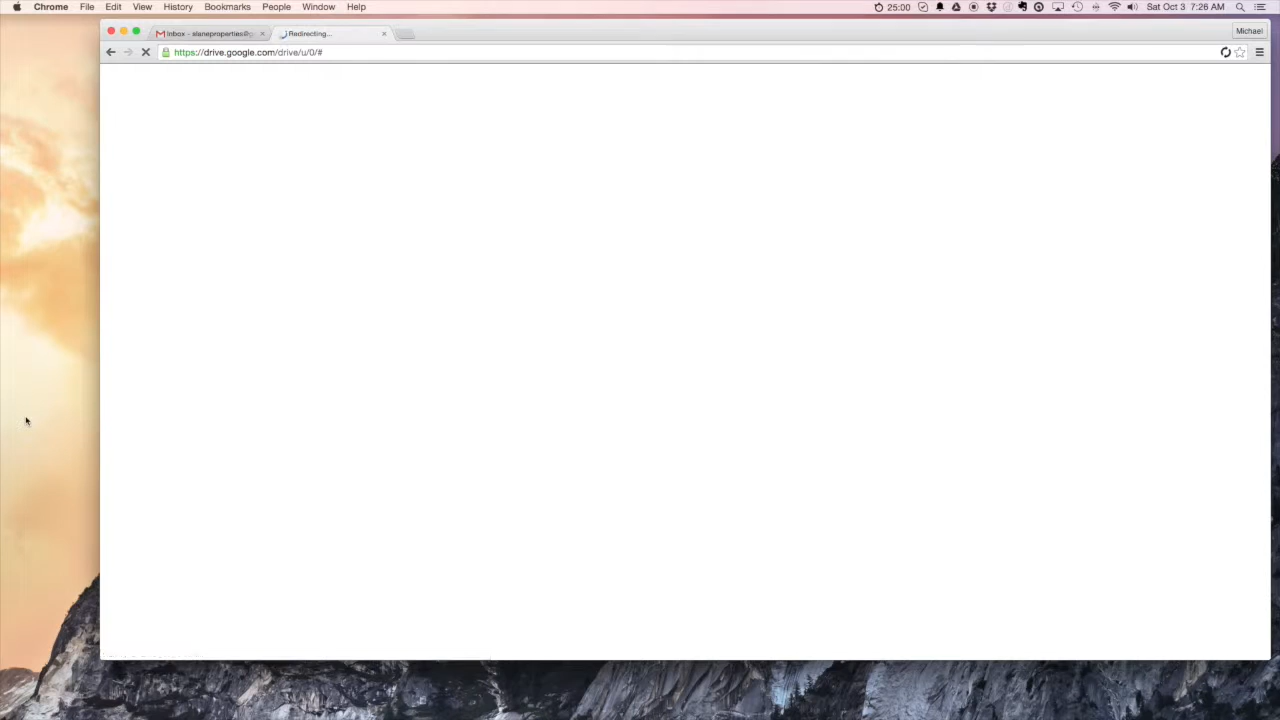 Chrome File Edit View History Bookmarks People Window Help 25:00 Sat Oct 3 7:26 AM
Inbox - slaneproperties@g Redirecting... Michael
https://drive.google.com/drive/u/0/#